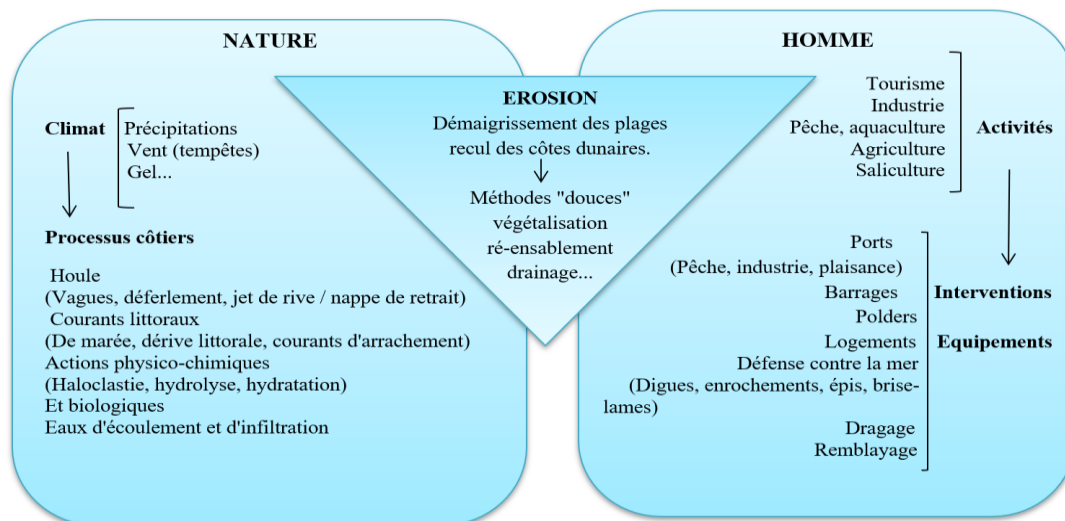 NATURE
Climat
Précipitations
Vent (tempêtes)
Gel...
Processus côtiers
Houle
(Vagues, déferlement, jet de rive / nappe de retrait)
Courants littoraux
(De marée, dérive littorale, courants d'arrachement)
Actions physico-chimiques
(Haloclastie, hydrolyse, hydratation)
Et biologiques
Eaux d'écoulement et d'infiltration
EROSION
Démaigrissement des plages
recul des côtes dunaires.
Méthodes "douces"
végétalisation
ré-ensablement
drainage...
HOMME
Tourisme
Industrie
Pêche, aquaculture
Agriculture
Saliculture
Activités
Ports
(Pêche, industrie, plaisance)
Barrages
Polders
Logements
Défense contre la mer
(Digues, enrochements, épis, brise-
lames)
Dragage
Remblayage
Interventions
Equipements